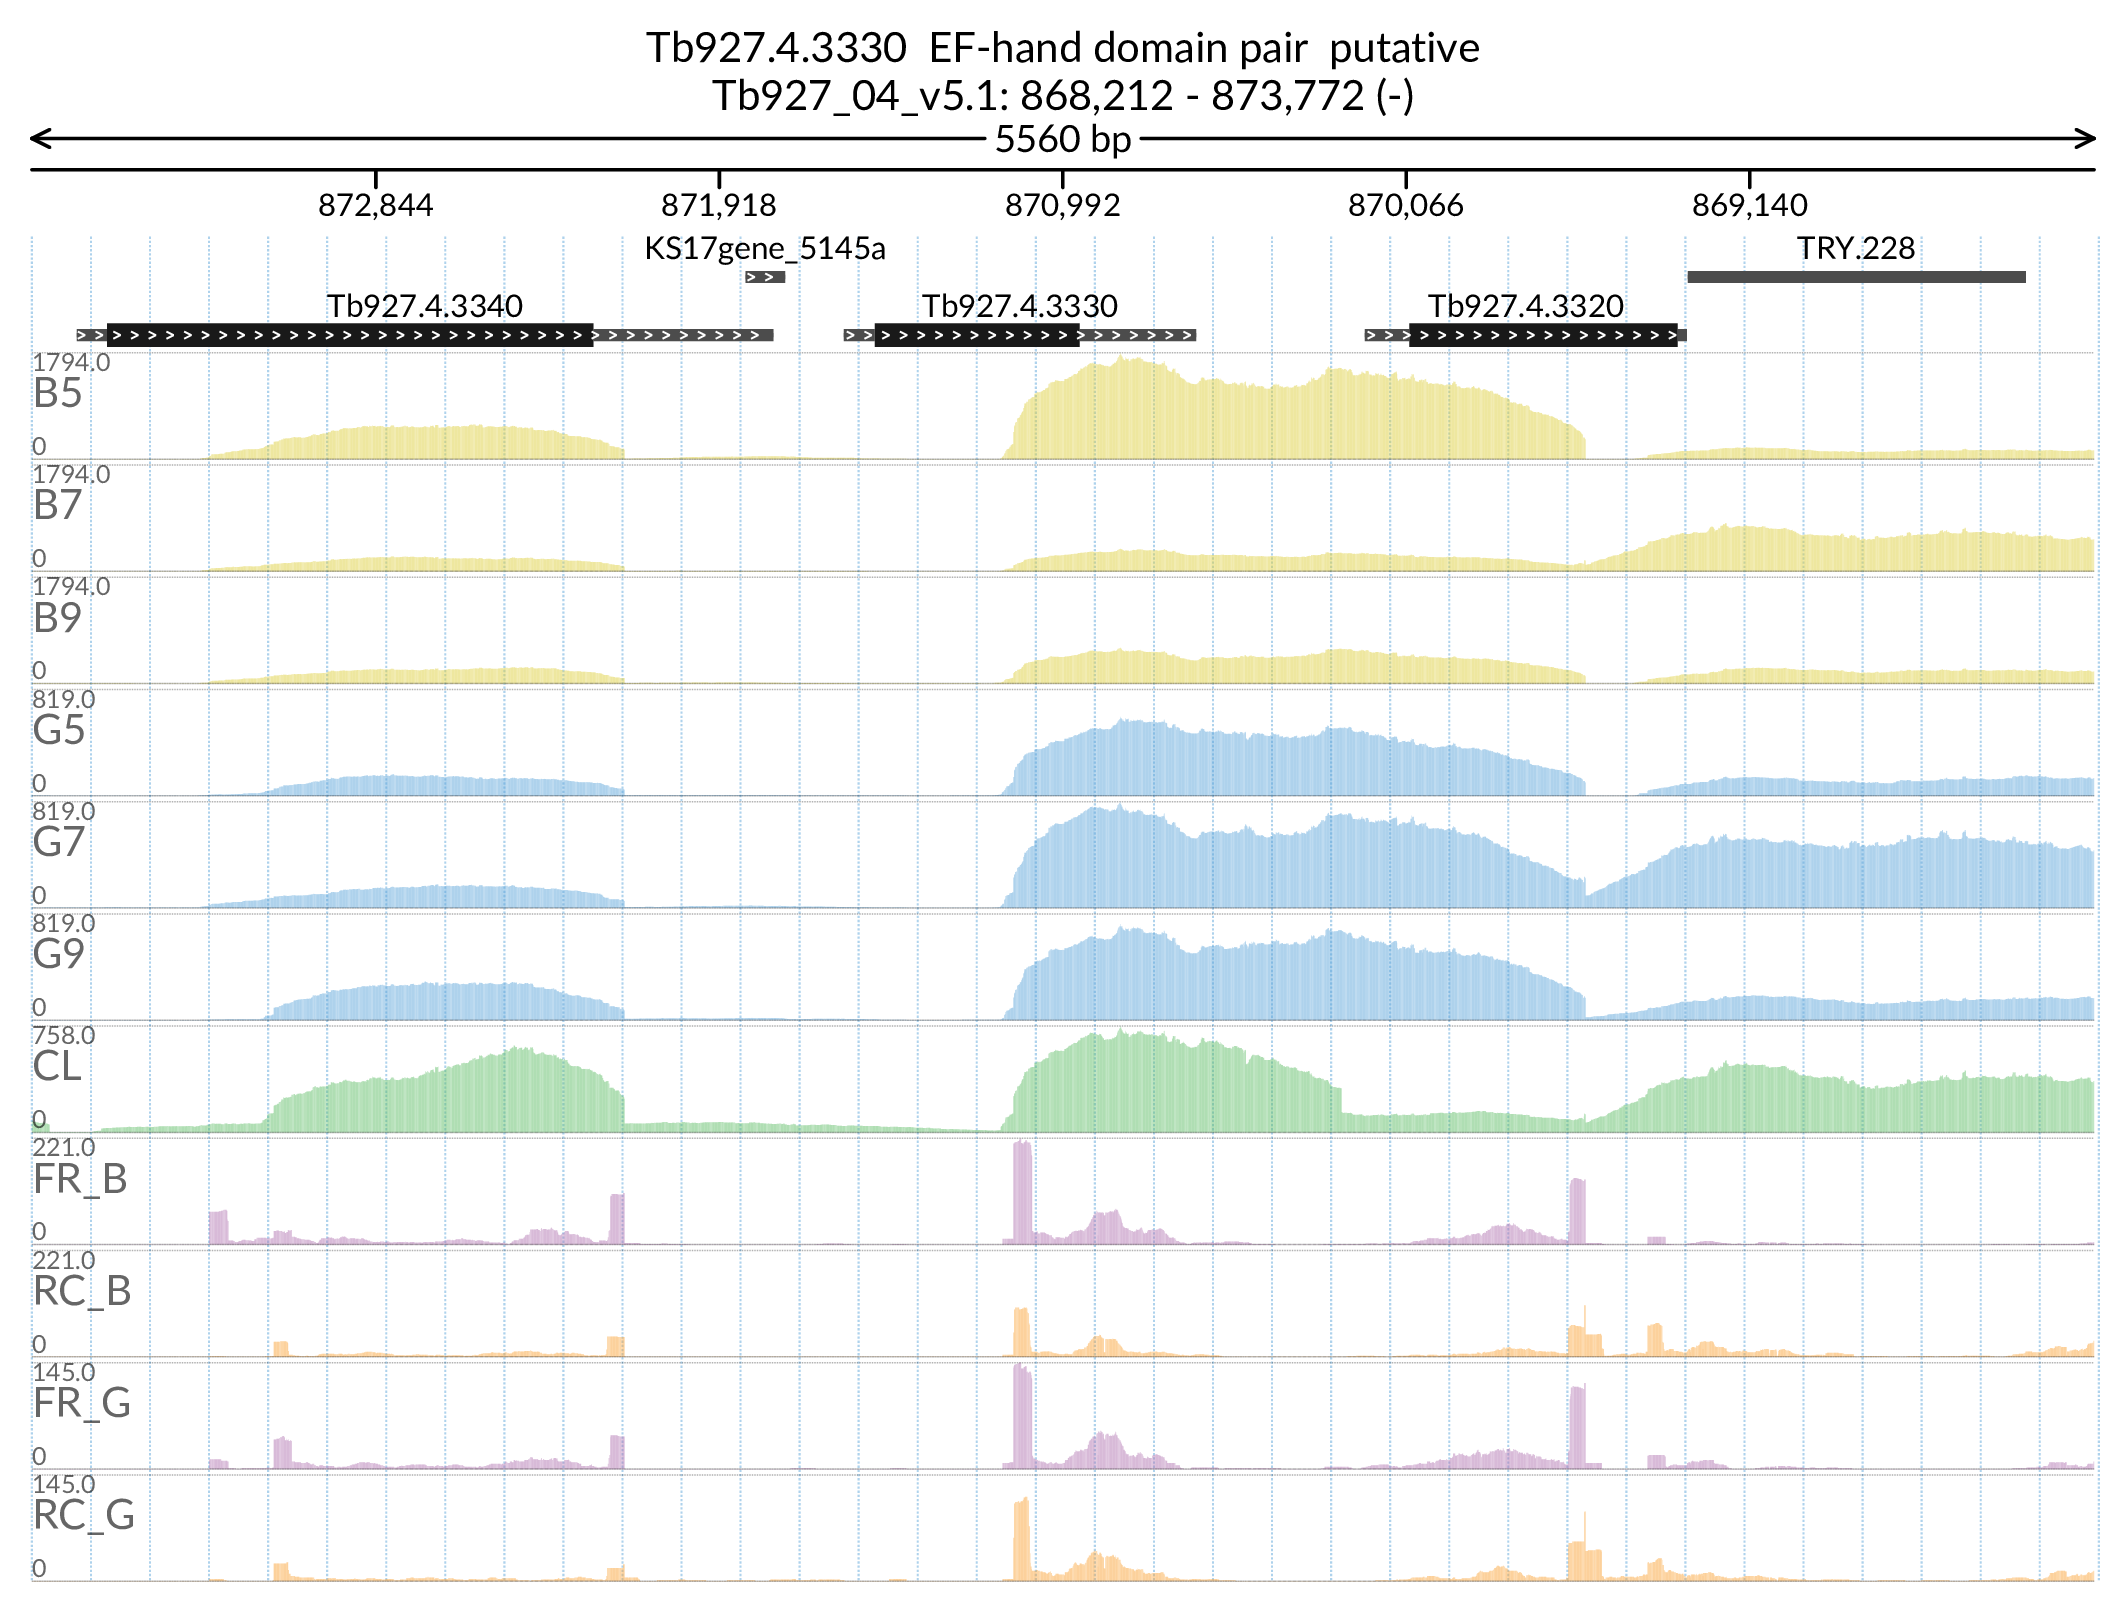 Tb927.4.3330 EF-hand domain pair putative
Tb927_04_v5.1: 868,212 - 873,772 (-)
5560 bp
872,844 871,918 870,992 870,066 869,140
KS17gene_5145a TRY.228
Tb927.4.3340 Tb927.4.3330 Tb927.4.3320
1794.0
B5
0
1794.0
B7
0
1794.0
B9
0
819.0
G5
0
819.0
G7
0
819.0
G9
0
758.0
CL
0
221.0
FR_B
0
221.0
RC_B
0
145.0
FR_G
0
145.0
RC_G
0